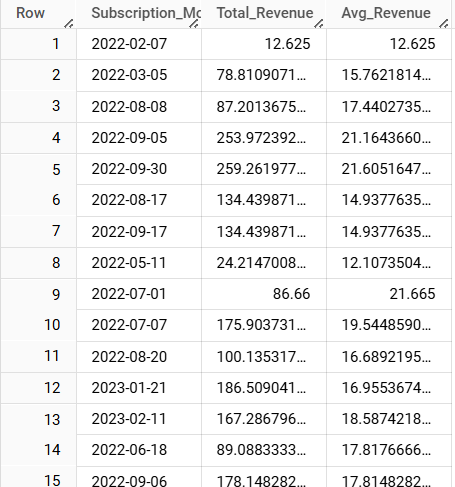 Row Subscription_Mo Total_Revenue Avg_Revenue
1 2022-02-07 12.625 12.625
2 2022-03-05 78.8109071... 15.7621814...
3 2022-08-08 87.2013675... 17.4402735...
4 2022-09-05 253.972392... 21.1643660...
5 2022-09-30 259.261977... 21.6051647...
6 2022-08-17 134.439871... 14.9377635...
7 2022-09-17 134.439871... 14.9377635...
8 2022-05-11 24.2147008... 12.1073504...
9 2022-07-01 86.66 21.665
10 2022-07-07 175.903731... 19.5448590...
11 2022-08-20 100.135317... 16.6892195...
12 2023-01-21 186.509041... 16.9553674...
13 2023-02-11 167.286796... 18.5874218...
14 2022-06-18 89.0883333... 17.8176666...
15 2022-09-06 178.148282... 17.8148282...